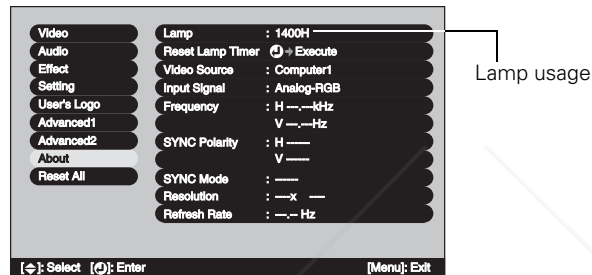 Video
Audio
Effect
Setting
User's Logo
Advanced1
Advanced2
About
Reset All
Lamp : 1400H
Reset Lamp Timer Execute
Video Source : Computer1
Input Signal : Analog-RGB
Frequency : H ---.---kHz
V ---.---Hz
SYNC Polarity : H ------
V ------
SYNC Mode : ------
Resolution : ----x ----
Refresh Rate : ---.-- Hz
[ ]: Select [ ]: Enter [Menu]: Exit
Lamp usage